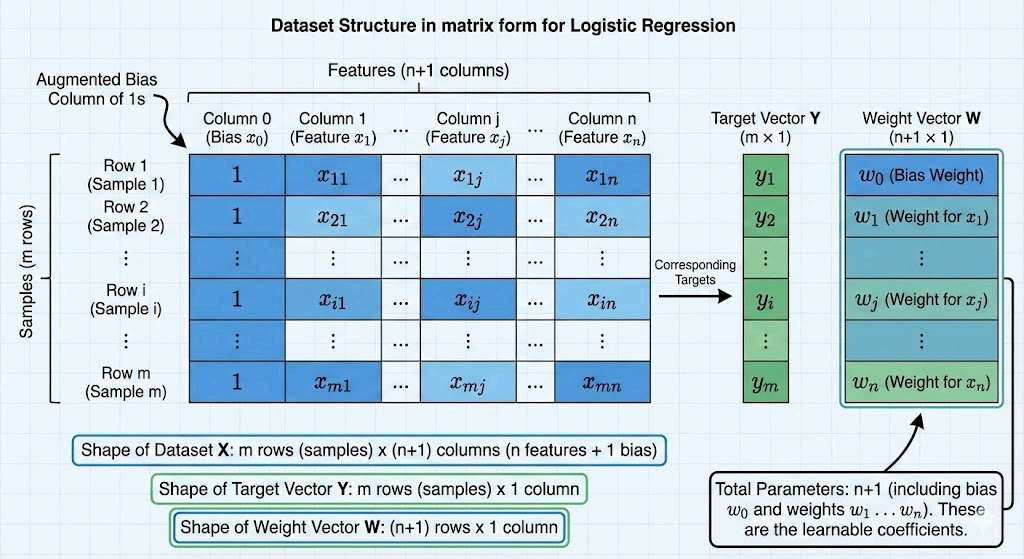 Dataset Structure in matrix form for Logistic Regression
Features (n+1 columns)
Augmented Bias
Column of 1s
Column 0
(Bias x₀)
Column 1
(Feature x₁)
...
Column j
(Feature xⱼ)
...
Column n
(Feature xₙ)
Target Vector Y
(m × 1)
Weight Vector W
(n+1 × 1)
Samples (m rows)
Row 1
(Sample 1)
1 x₁₁ ... x₁ⱼ ... x₁ₙ
y₁
w₀ (Bias Weight)
Row 2
(Sample 2)
1 x₂₁ ... x₂ⱼ ... x₂ₙ
y₂
w₁ (Weight for x₁)
⋮ ⋮ ⋮ ... ⋮ ... ⋮ ⋮ ⋮
Row i
(Sample i)
1 xᵢ₁ ... xᵢⱼ ... xᵢₙ
Corresponding
Targets
yᵢ
wⱼ (Weight for xⱼ)
⋮ ⋮ ⋮ ... ⋮ ... ⋮ ⋮ ⋮
Row m
(Sample m)
1 xₘ₁ ... xₘⱼ ... xₘₙ
yₘ
wₙ (Weight for xₙ)
Shape of Dataset X: m rows (samples) x (n+1) columns (n features + 1 bias)
Shape of Target Vector Y: m rows (samples) x 1 column
Shape of Weight Vector W: (n+1) rows x 1 column
Total Parameters: n+1 (including bias
w₀ and weights w₁ . . . wₙ). These
are the learnable coefficients.